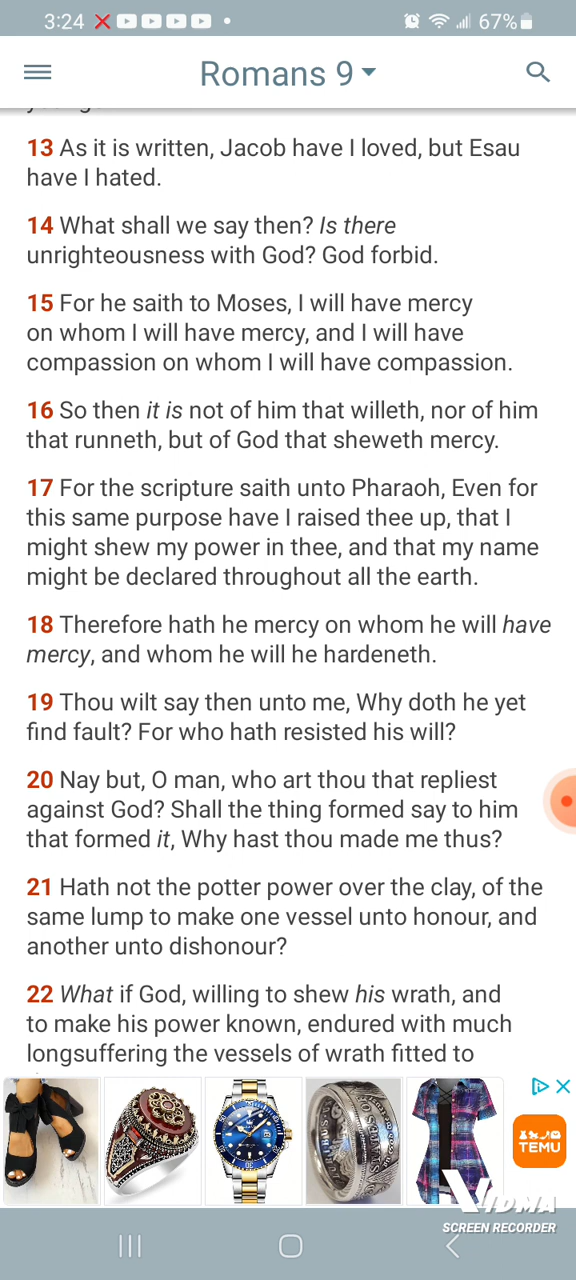 3:24
67%
Romans 9
13 As it is written, Jacob have I loved, but Esau
have I hated.
14 What shall we say then? Is there
unrighteousness with God? God forbid.
15 For he saith to Moses, I will have mercy
on whom I will have mercy, and I will have
compassion on whom I will have compassion.
16 So then it is not of him that willeth, nor of him
that runneth, but of God that sheweth mercy.
17 For the scripture saith unto Pharaoh, Even for
this same purpose have I raised thee up, that I
might shew my power in thee, and that my name
might be declared throughout all the earth.
18 Therefore hath he mercy on whom he will have
mercy, and whom he will he hardeneth.
19 Thou wilt say then unto me, Why doth he yet
find fault? For who hath resisted his will?
20 Nay but, O man, who art thou that repliest
against God? Shall the thing formed say to him
that formed it, Why hast thou made me thus?
21 Hath not the potter power over the clay, of the
same lump to make one vessel unto honour, and
another unto dishonour?
22 What if God, willing to shew his wrath, and
to make his power known, endured with much
longsuffering the vessels of wrath fitted to
TEMU
VIDMA
SCREEN RECORDER